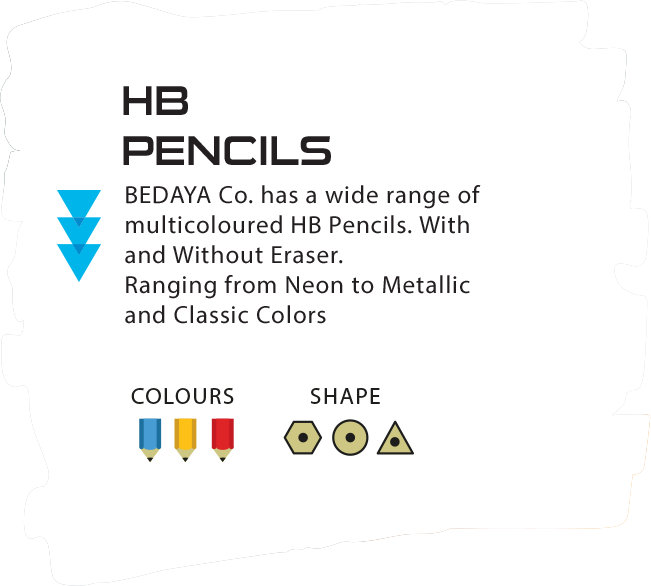 HB
PENCILS
BEDAYA Co. has a wide range of
multicoloured HB Pencils. With
and Without Eraser.
Ranging from Neon to Metallic
and Classic Colors
COLOURS SHAPE